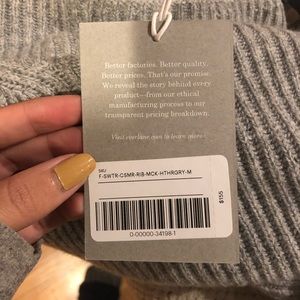 Better factories. Better quality.
Better prices. That's our promise.
We reveal the story behind every
product—from our ethical
manufacturing process to our
transparent pricing breakdown.
Visit everlane.com to learn more.
SKU
F-SWTR-CSMR-RIB-MCK-HTHRGRY-M
0-00000-34198-1
$155